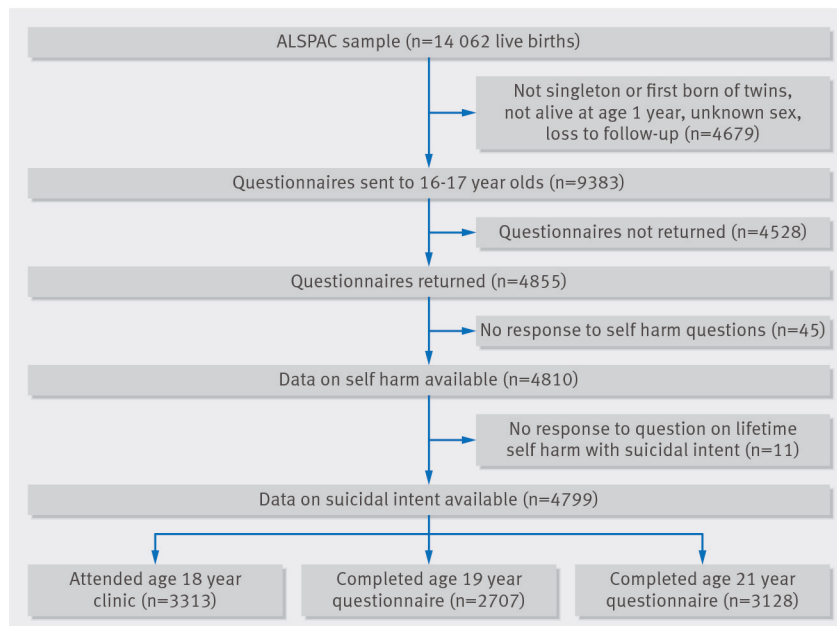 ALSPAC sample (n=14 062 live births)
Not singleton or first born of twins,
not alive at age 1 year, unknown sex,
loss to follow-up (n=4679)
Questionnaires sent to 16-17 year olds (n=9383)
Questionnaires not returned (n=4528)
Questionnaires returned (n=4855)
No response to self harm questions (n=45)
Data on self harm available (n=4810)
No response to question on lifetime
self harm with suicidal intent (n=11)
Data on suicidal intent available (n=4799)
Attended age 18 year
clinic (n=3313)
Completed age 19 year
questionnaire (n=2707)
Completed age 21 year
questionnaire (n=3128)